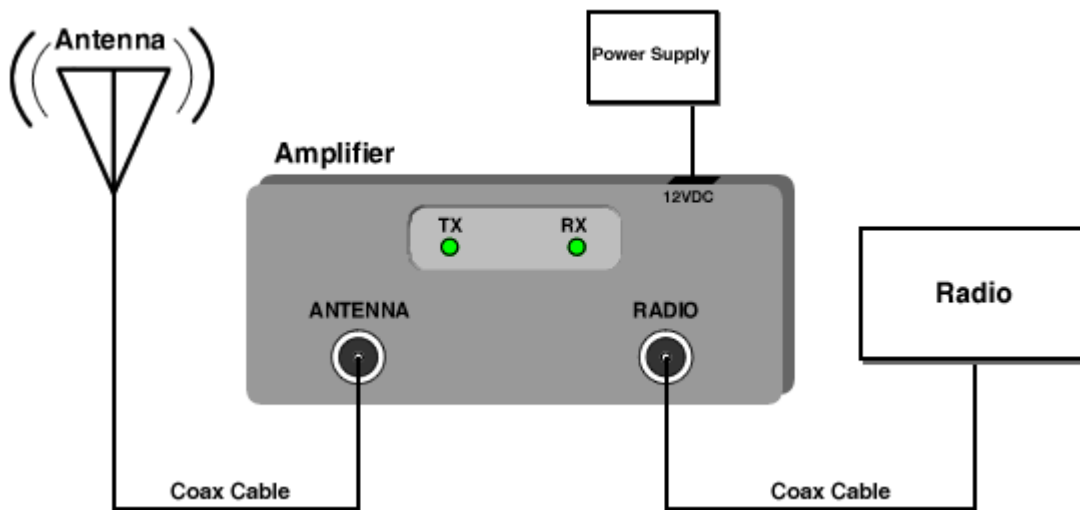 Antenna
Power Supply
Amplifier
12VDC
TX
RX
Radio
ANTENNA
RADIO
Coax Cable
Coax Cable